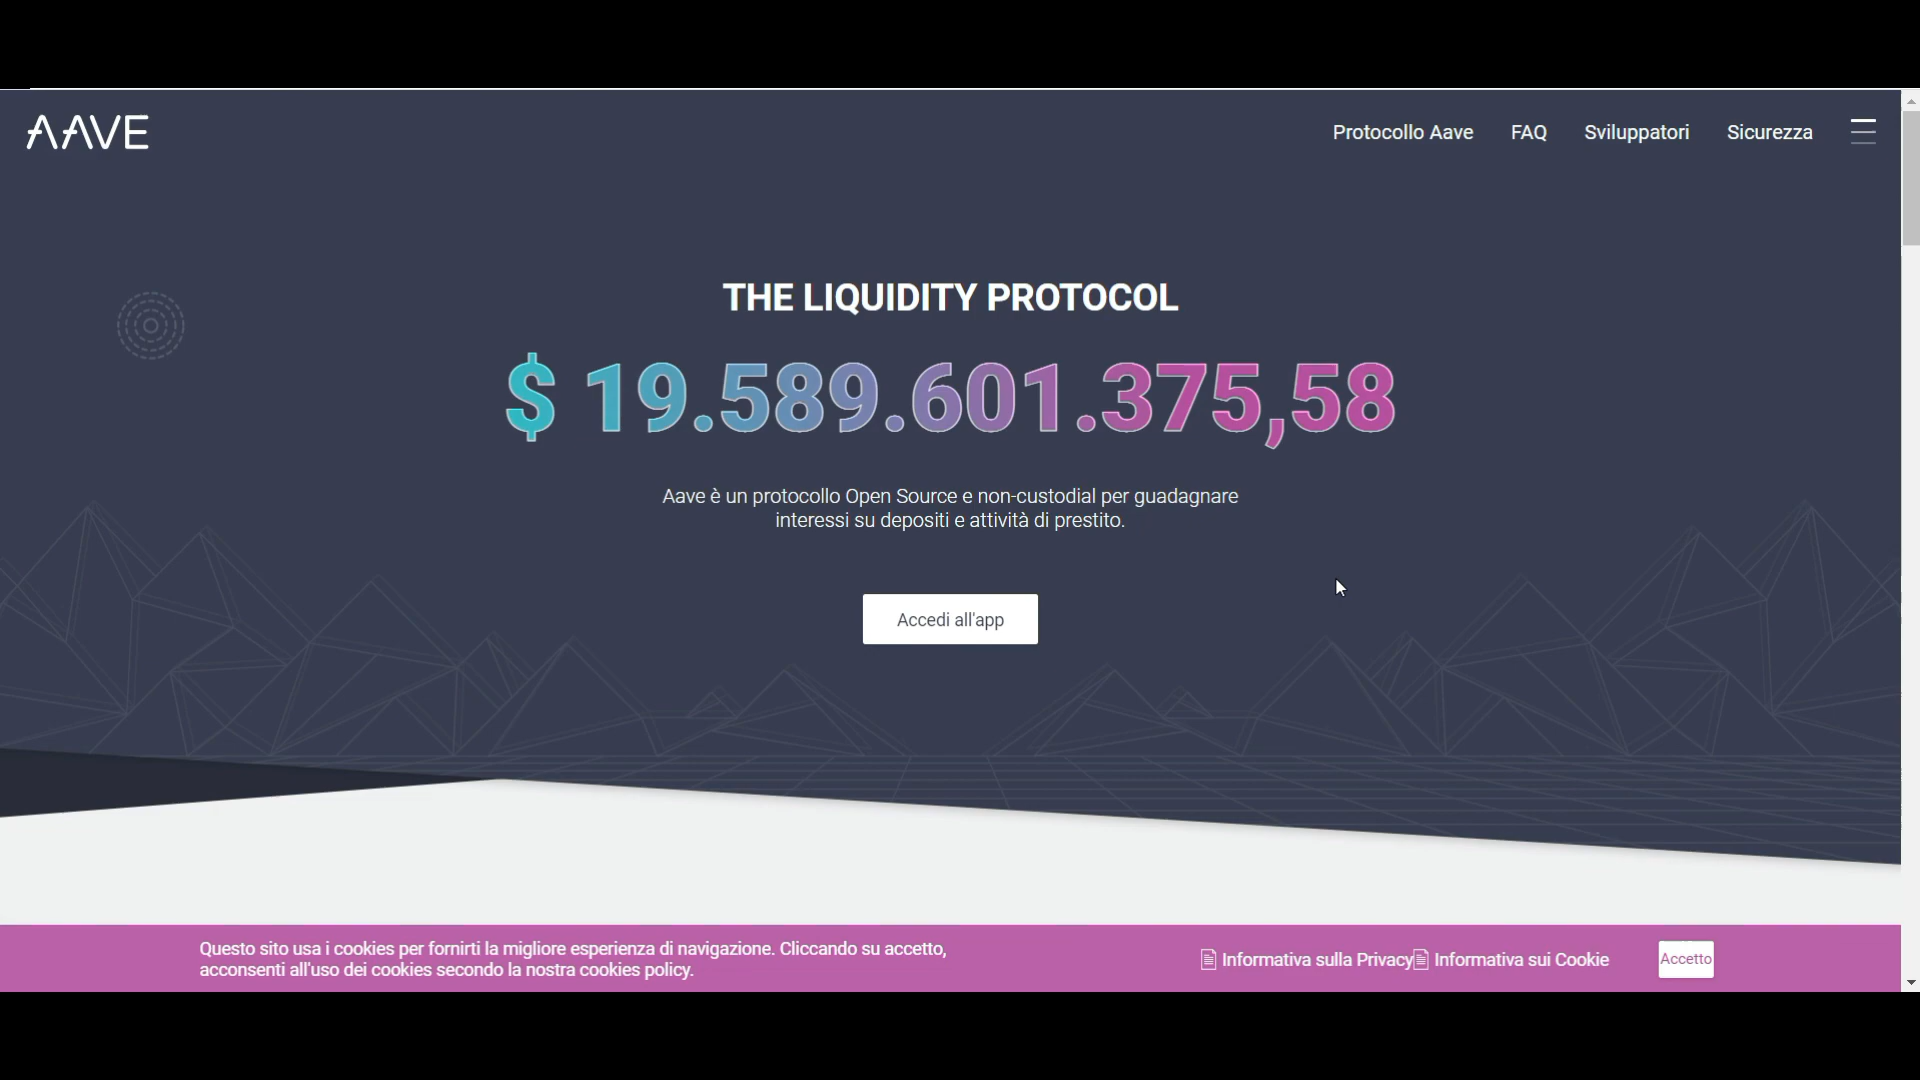 AAVE
Protocollo Aave FAQ Sviluppatori Sicurezza
THE LIQUIDITY PROTOCOL
$ 19.589.601.375,58
Aave è un protocollo Open Source e non-custodial per guadagnare
interessi su depositi e attività di prestito.
Accedi all'app
Questo sito usa i cookies per fornirti la migliore esperienza di navigazione. Cliccando su accetto,
acconsenti all'uso dei cookies secondo la nostra cookies policy.
Informativa sulla Privacy Informativa sui Cookie Accetto